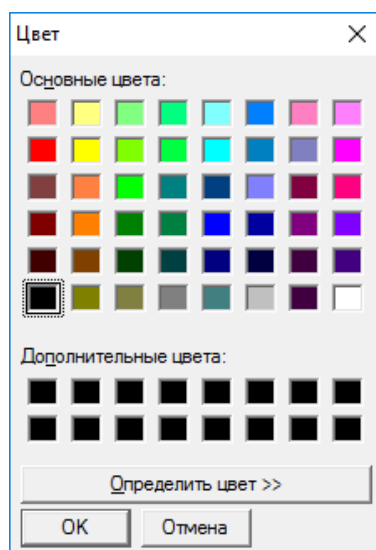 Цвет
Основные цвета:
Дополнительные цвета:
Определить цвет >>
OK Отмена